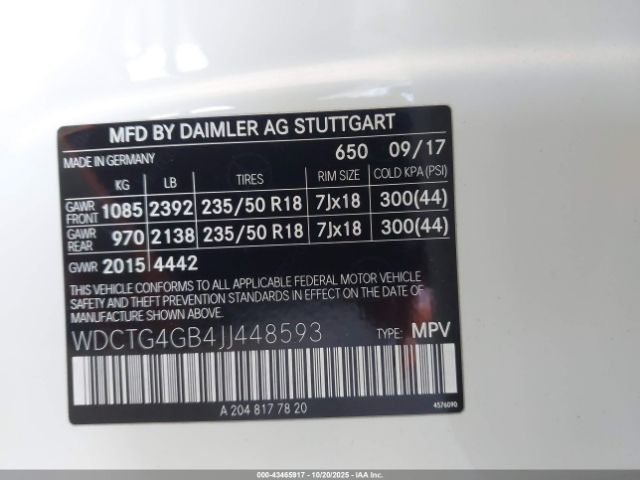 MFD BY DAIMLER AG STUTTGART
MADE IN GERMANY 650 09/17
KG LB TIRES RIM SIZE COLD KPA (PSI)
GAWR FRONT 1085 2392 235/50 R18 7Jx18 300(44)
GAWR REAR 970 2138 235/50 R18 7Jx18 300(44)
GVWR 2015 4442
THIS VEHICLE CONFORMS TO ALL APPLICABLE FEDERAL MOTOR VEHICLE
SAFETY AND THEFT PREVENTION STANDARDS IN EFFECT ON THE DATE
OF MANUFACTURE SHOWN ABOVE.
WDCTG4GB4JJ448593 TYPE: MPV
A 204 817 78 20 4576090
000-43465917 - 10/20/2025 - IAAI.COM